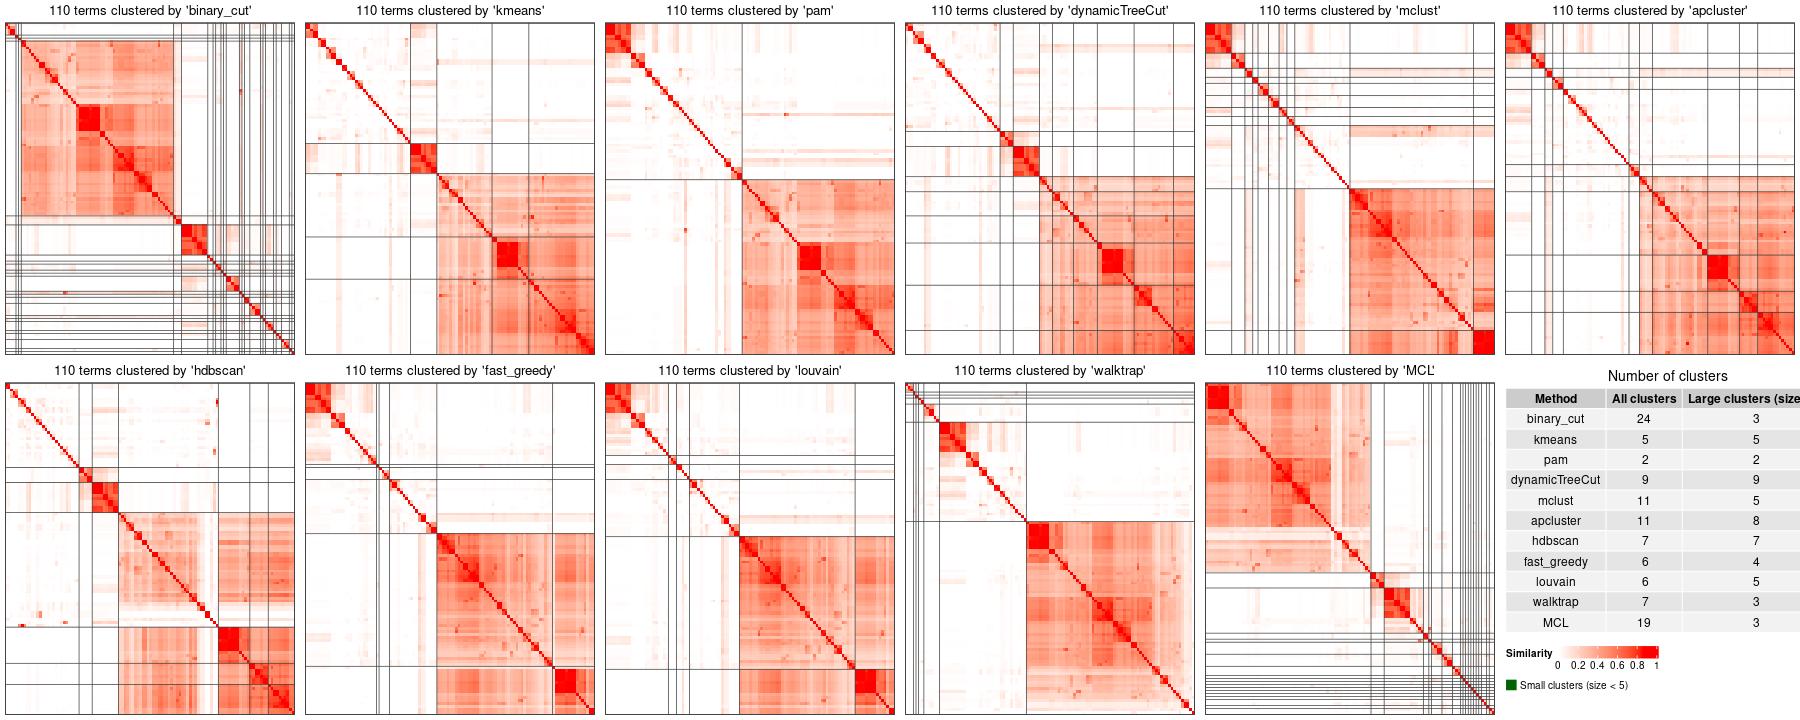 110 terms clustered by 'binary_cut'
110 terms clustered by 'kmeans'
110 terms clustered by 'pam'
110 terms clustered by 'dynamicTreeCut'
110 terms clustered by 'mclust'
110 terms clustered by 'apcluster'
110 terms clustered by 'hdbscan'
110 terms clustered by 'fast_greedy'
110 terms clustered by 'louvain'
110 terms clustered by 'walktrap'
110 terms clustered by 'MCL'
Number of clusters
Method All clusters Large clusters (size
binary_cut 24 3
kmeans 5 5
pam 2 2
dynamicTreeCut 9 9
mclust 11 5
apcluster 11 8
hdbscan 7 7
fast_greedy 6 4
louvain 6 5
walktrap 7 3
MCL 19 3
Similarity
0 0.2 0.4 0.6 0.8 1
Small clusters (size < 5)